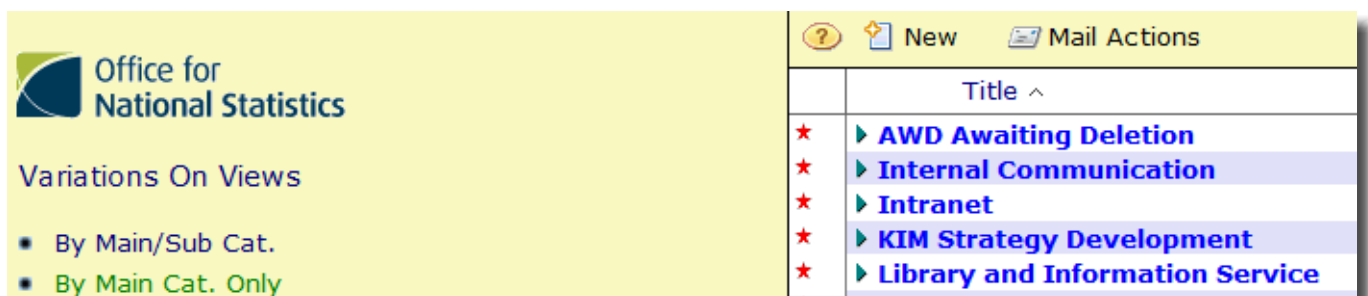 Office for
National Statistics
Variations On Views
By Main/Sub Cat.
By Main Cat. Only
? New Mail Actions
Title ^
AWD Awaiting Deletion
Internal Communication
Intranet
KIM Strategy Development
Library and Information Service